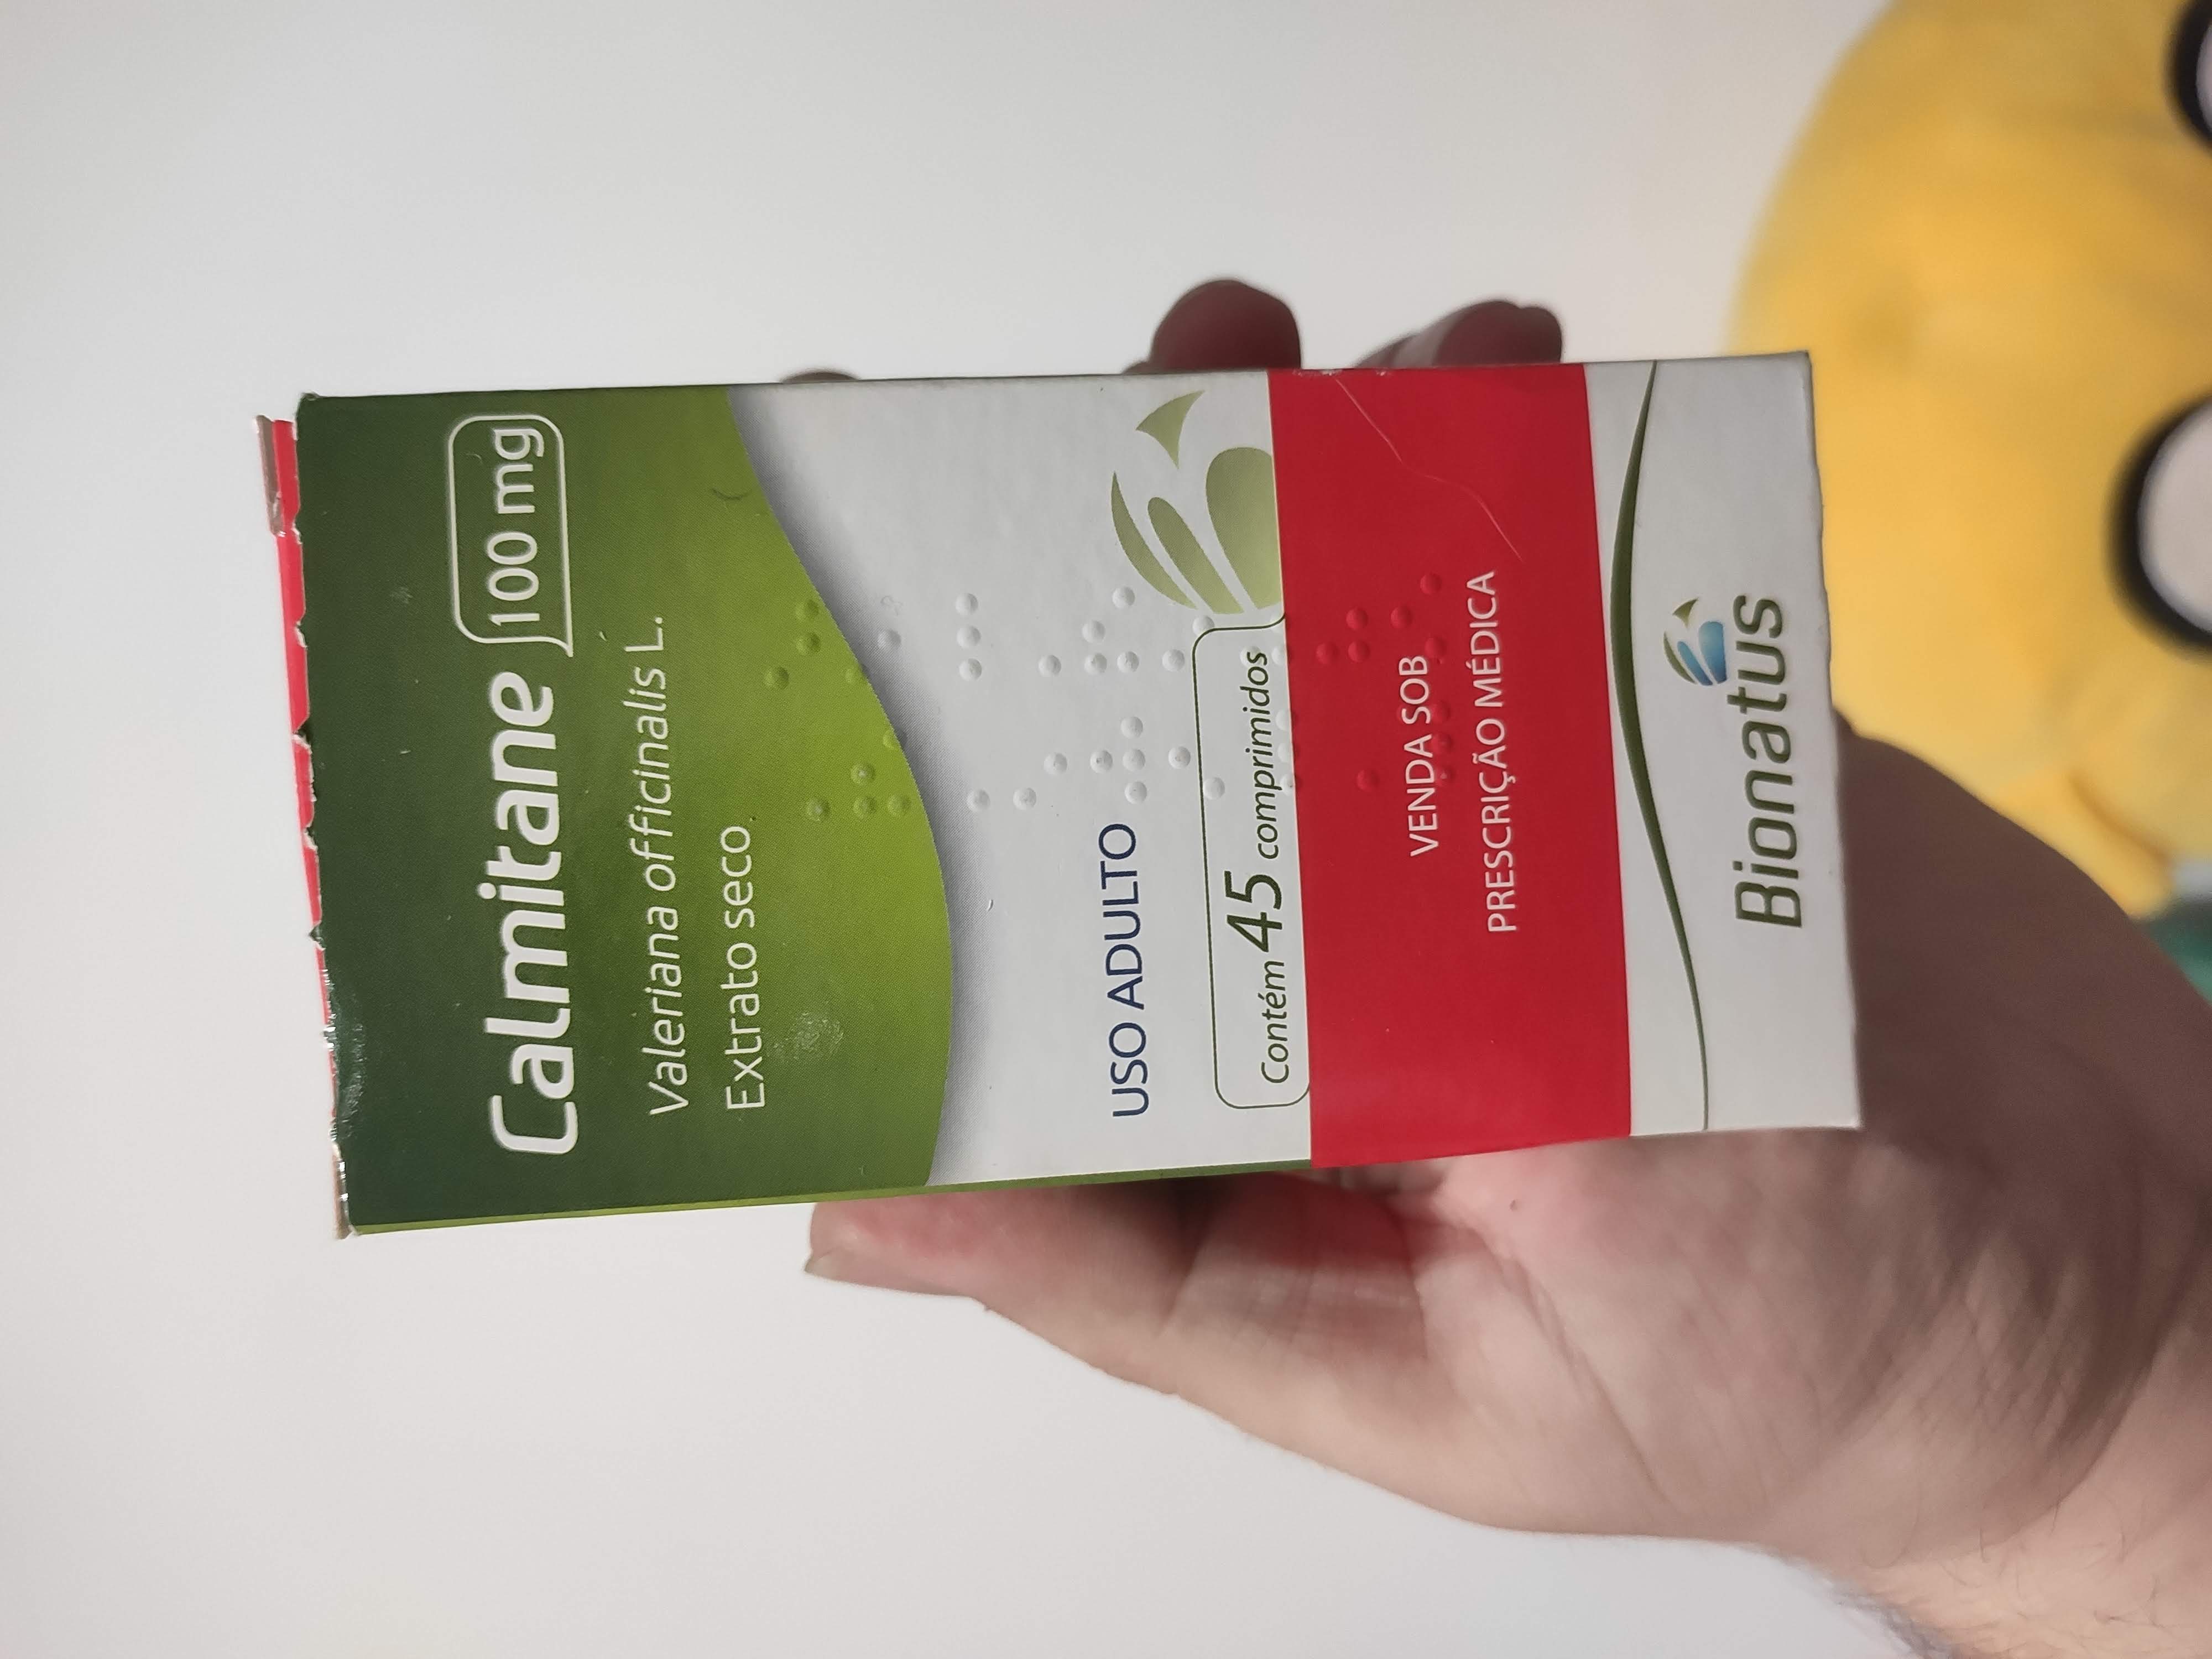 Calmitane 100 mg
Valeriana officinalis L.
Extrato seco
USO ADULTO
Contém 45 comprimidos
VENDA SOB
PRESCRIÇÃO MÉDICA
Bionatus